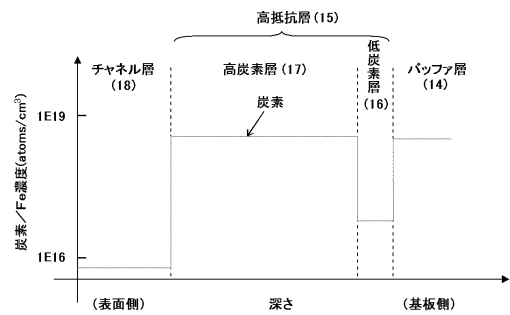 高抵抗層(15)
チャネル層
(18)
高炭素層(17)
低炭素層
(16)
バッファ層
(14)
炭素
1E19
1E16
炭素／Fe濃度(atoms/cm³)
(表面側)
深さ
(基板側)